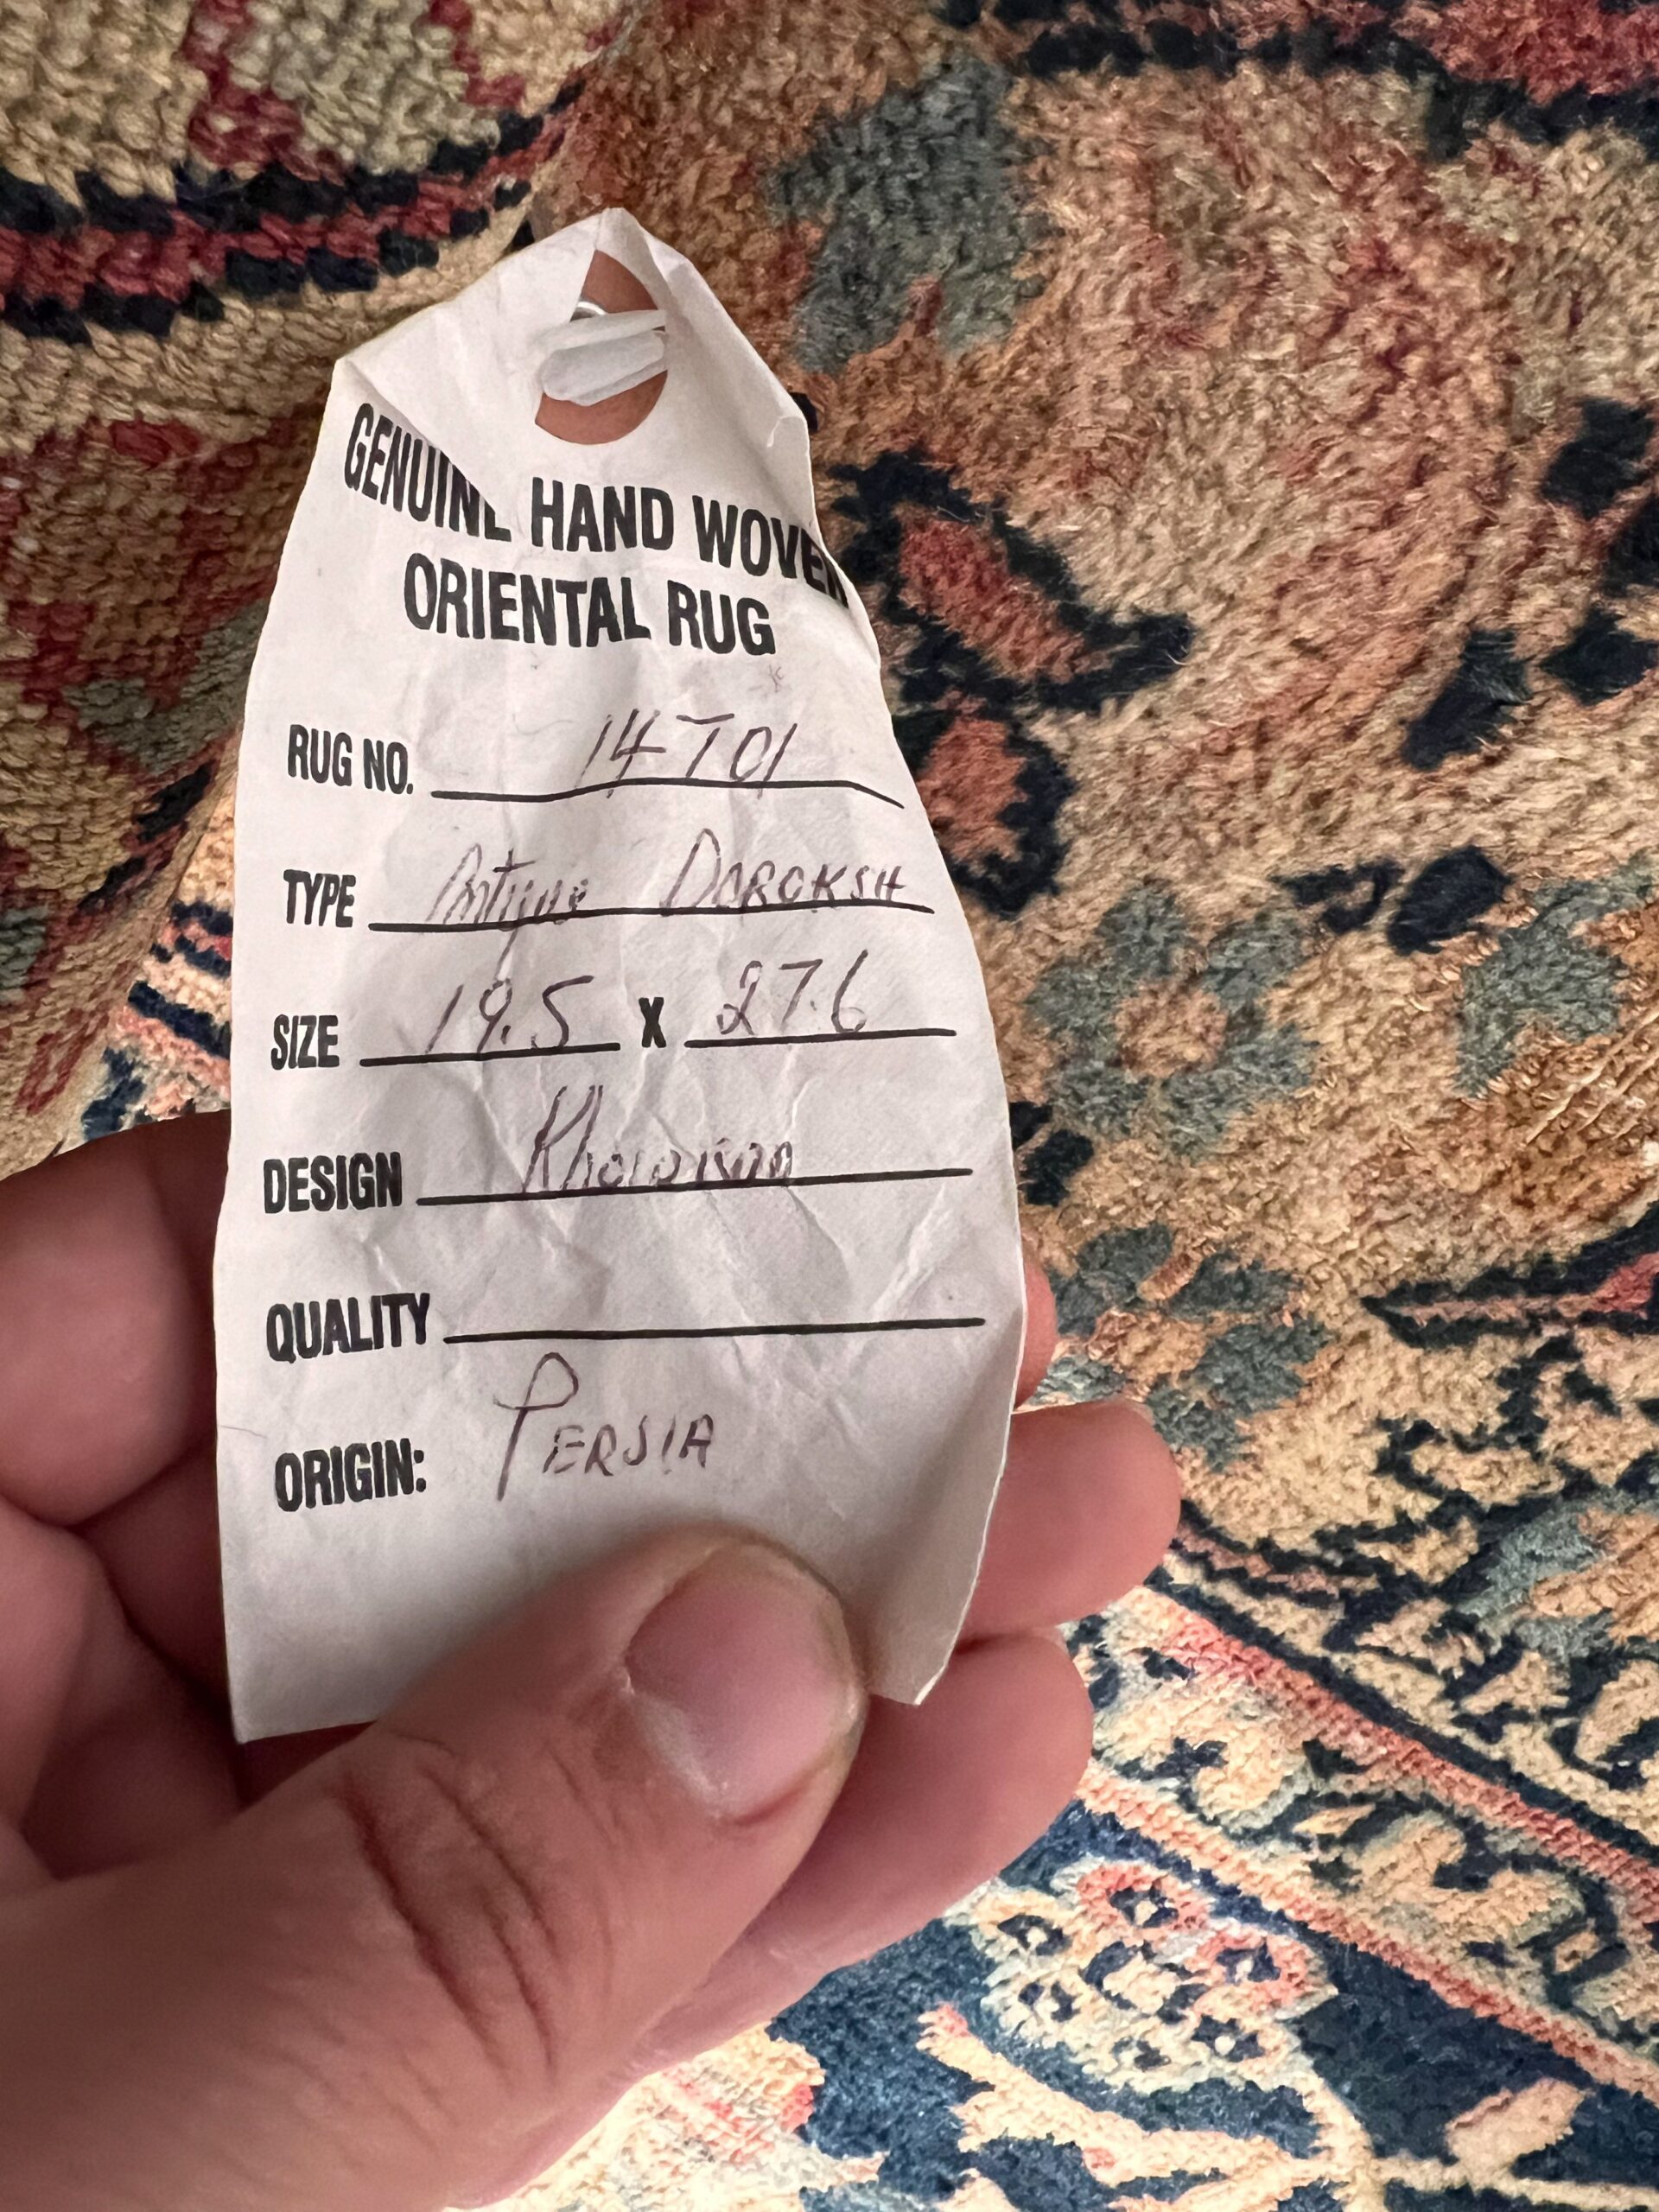 GENUINE HAND WOVEN
ORIENTAL RUG
RUG NO. 14701
TYPE Antique DOROKSH
SIZE 19.5 X 27.6
DESIGN
QUALITY
ORIGIN: PERSIA